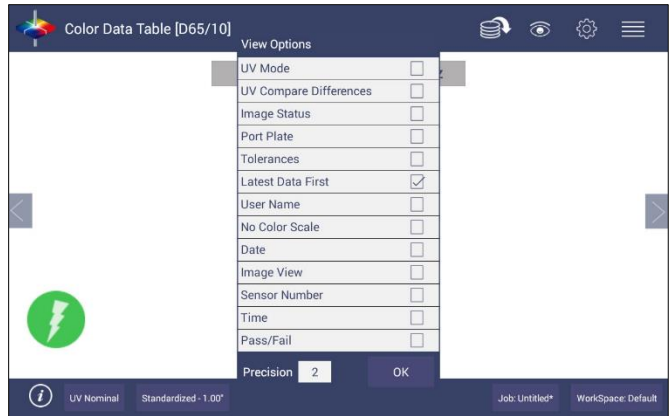 Color Data Table [D65/10]
View Options
UV Mode
UV Compare Differences
Image Status
Port Plate
Tolerances
Latest Data First
User Name
No Color Scale
Date
Image View
Sensor Number
Time
Pass/Fail
Precision 2 OK
i UV Nominal Standardized - 1.00" Job: Untitled* WorkSpace: Default